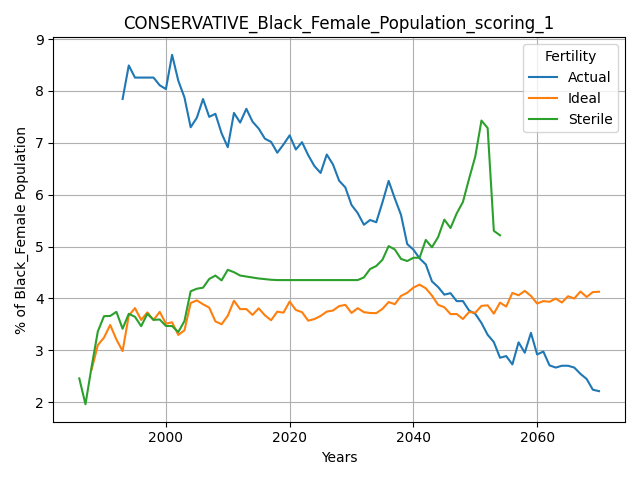 CONSERVATIVE_Black_Female_Population_scoring_1
9
8
7
6
5
4
3
2
% of Black_Female Population
Fertility
Actual
Ideal
Sterile
2000 2020 2040 2060
Years